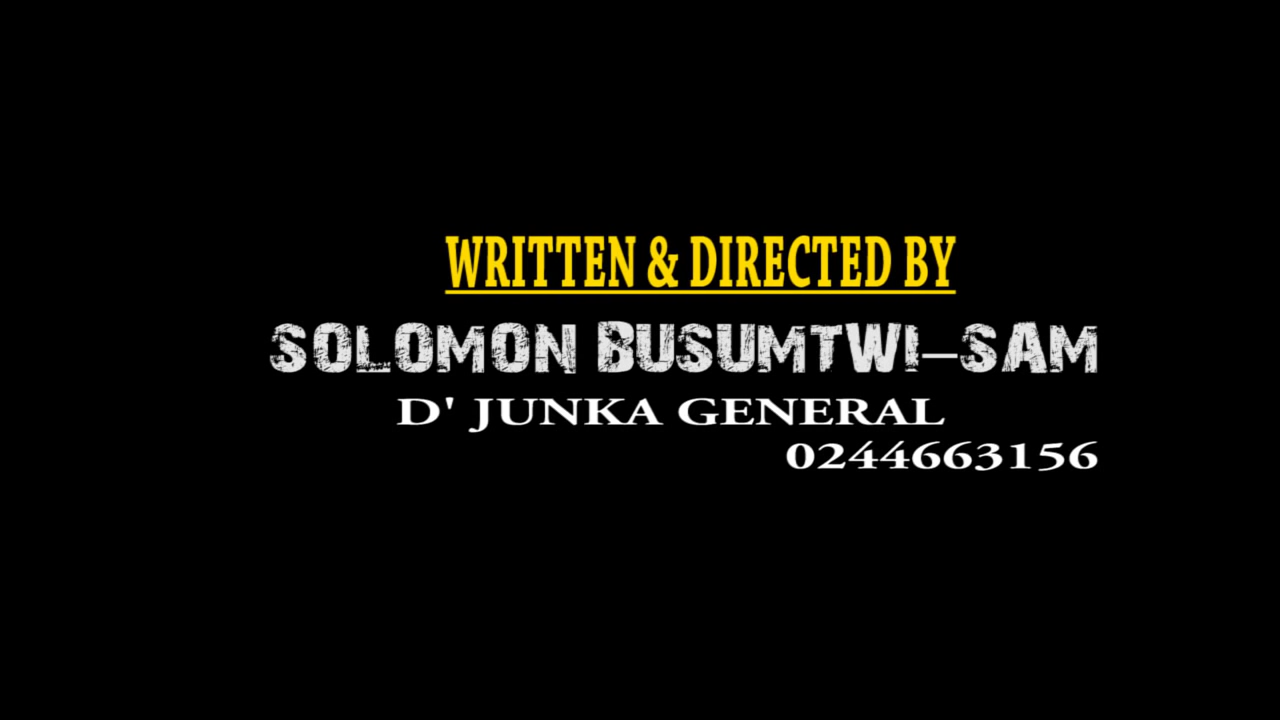 WRITTEN & DIRECTED BY
SOLOMON BUSUMTWI-SAM
D' JUNKA GENERAL
0244663156